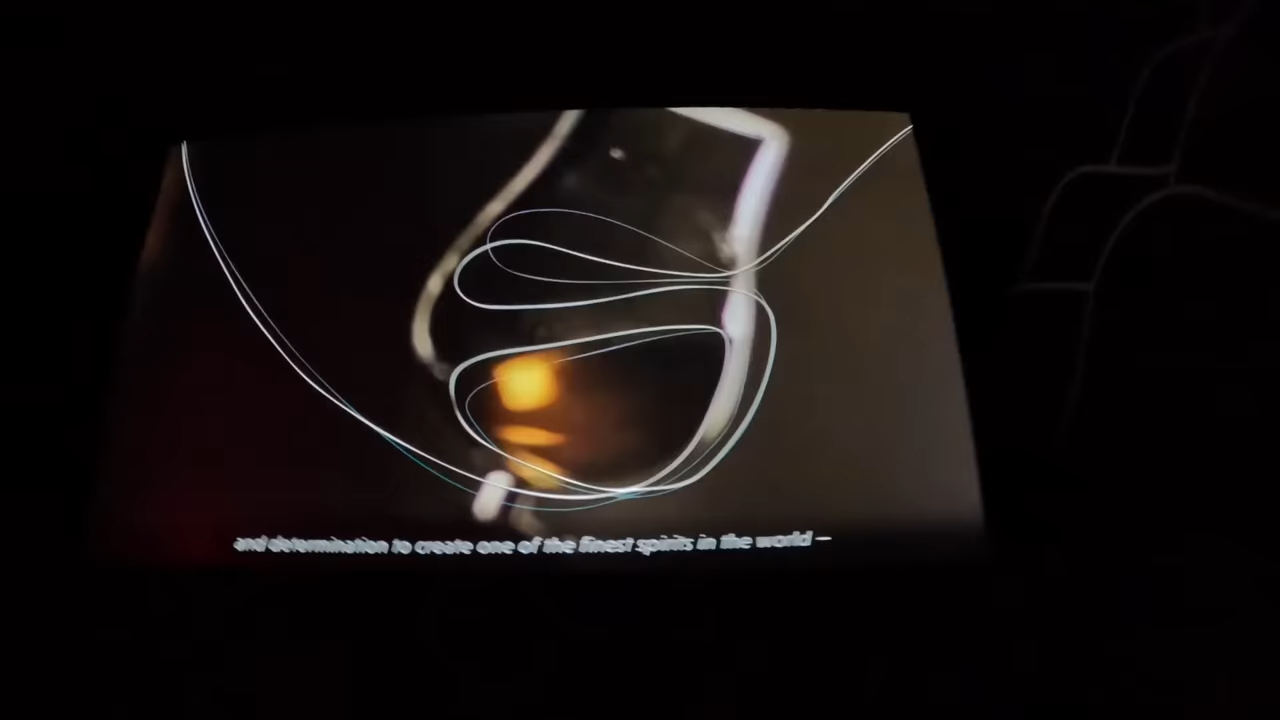 and determination to create one of the finest spirits in the world –